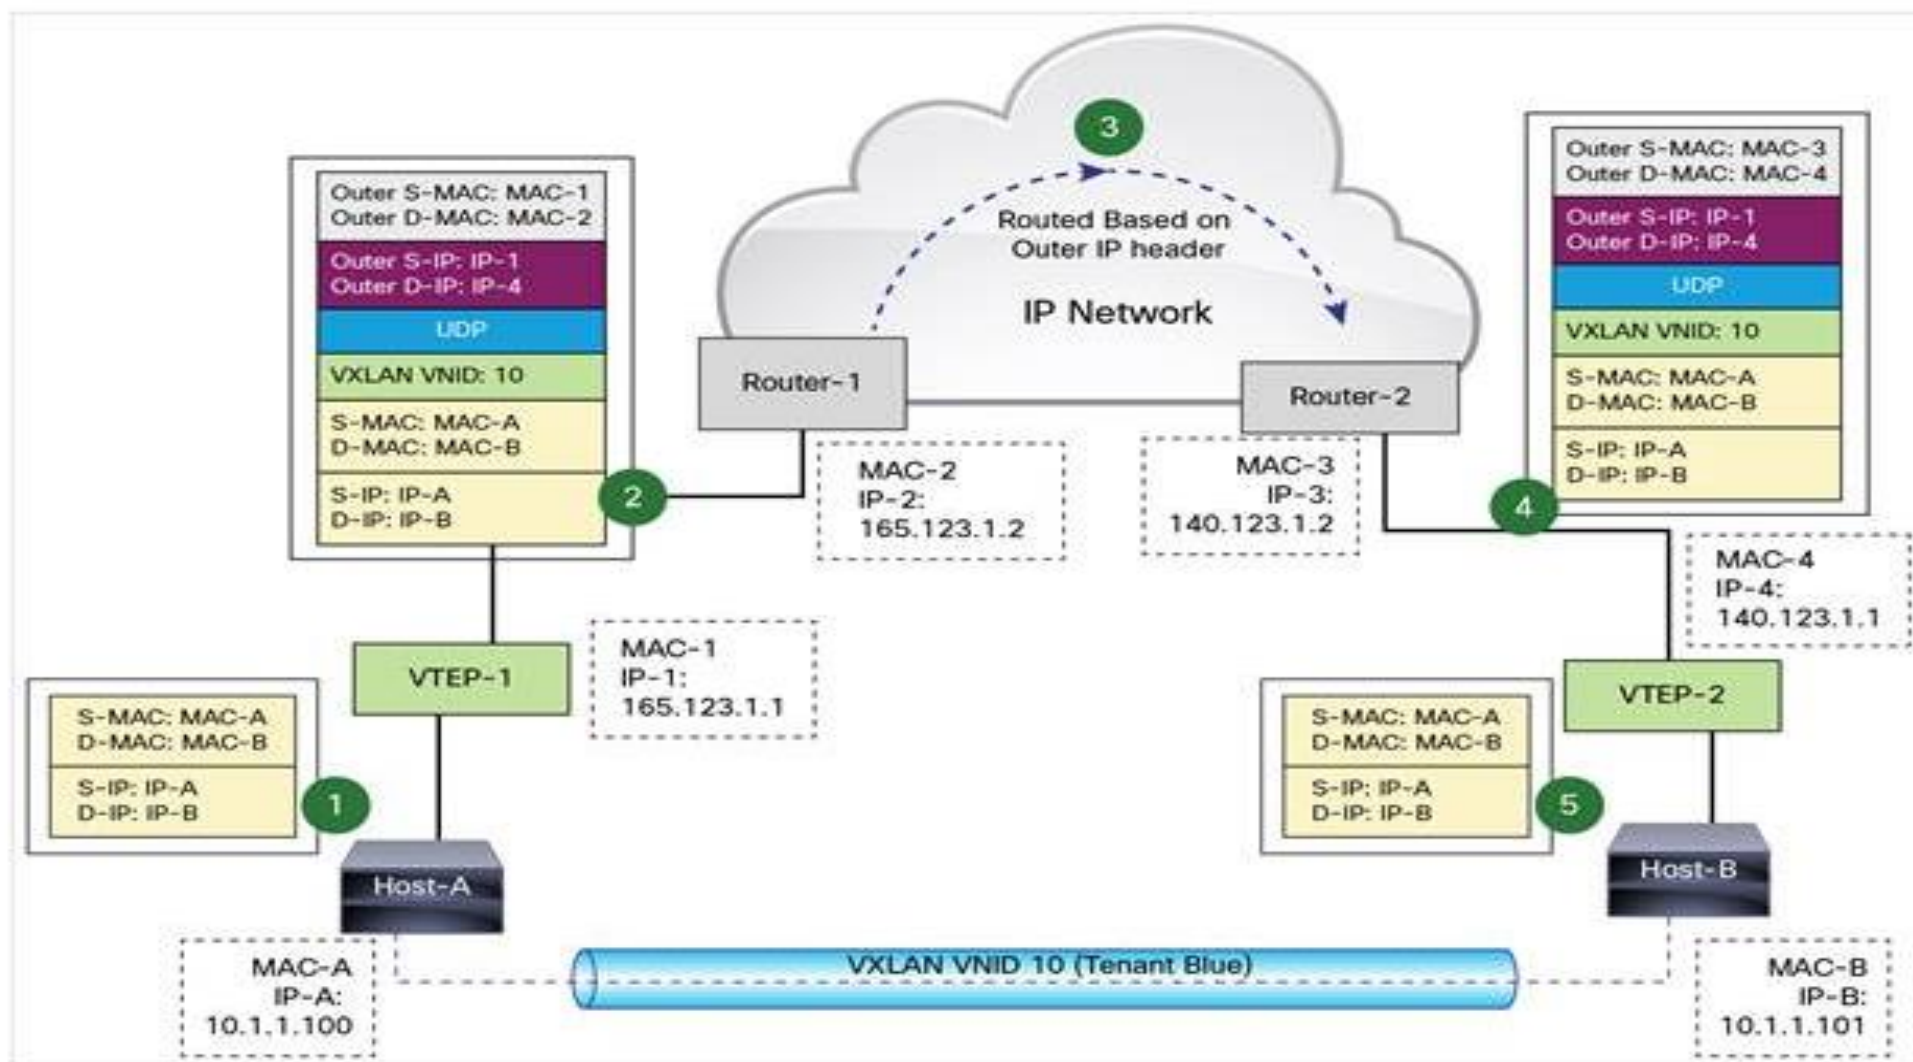 3
Routed Based on
Outer IP header
IP Network
Outer S-MAC: MAC-1
Outer D-MAC: MAC-2
Outer S-IP: IP-1
Outer D-IP: IP-4
UDP
VXLAN VNID: 10
S-MAC: MAC-A
D-MAC: MAC-B
S-IP: IP-A
D-IP: IP-B
2
Router-1
MAC-2
IP-2:
165.123.1.2
Router-2
MAC-3
IP-3:
140.123.1.2
Outer S-MAC: MAC-3
Outer D-MAC: MAC-4
Outer S-IP: IP-1
Outer D-IP: IP-4
UDP
VXLAN VNID: 10
S-MAC: MAC-A
D-MAC: MAC-B
S-IP: IP-A
D-IP: IP-B
4
MAC-4
IP-4:
140.123.1.1
VTEP-1
MAC-1
IP-1:
165.123.1.1
S-MAC: MAC-A
D-MAC: MAC-B
S-IP: IP-A
D-IP: IP-B
1
Host-A
MAC-A
IP-A:
10.1.1.100
VTEP-2
S-MAC: MAC-A
D-MAC: MAC-B
S-IP: IP-A
D-IP: IP-B
5
Host-B
VXLAN VNID 10 (Tenant Blue)
MAC-B
IP-B:
10.1.1.101